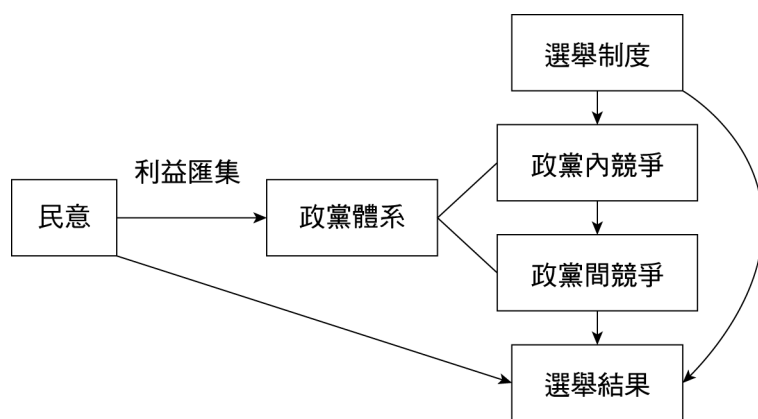 選舉制度
政黨內競爭
利益匯集
民意
政黨體系
政黨間競爭
選舉結果